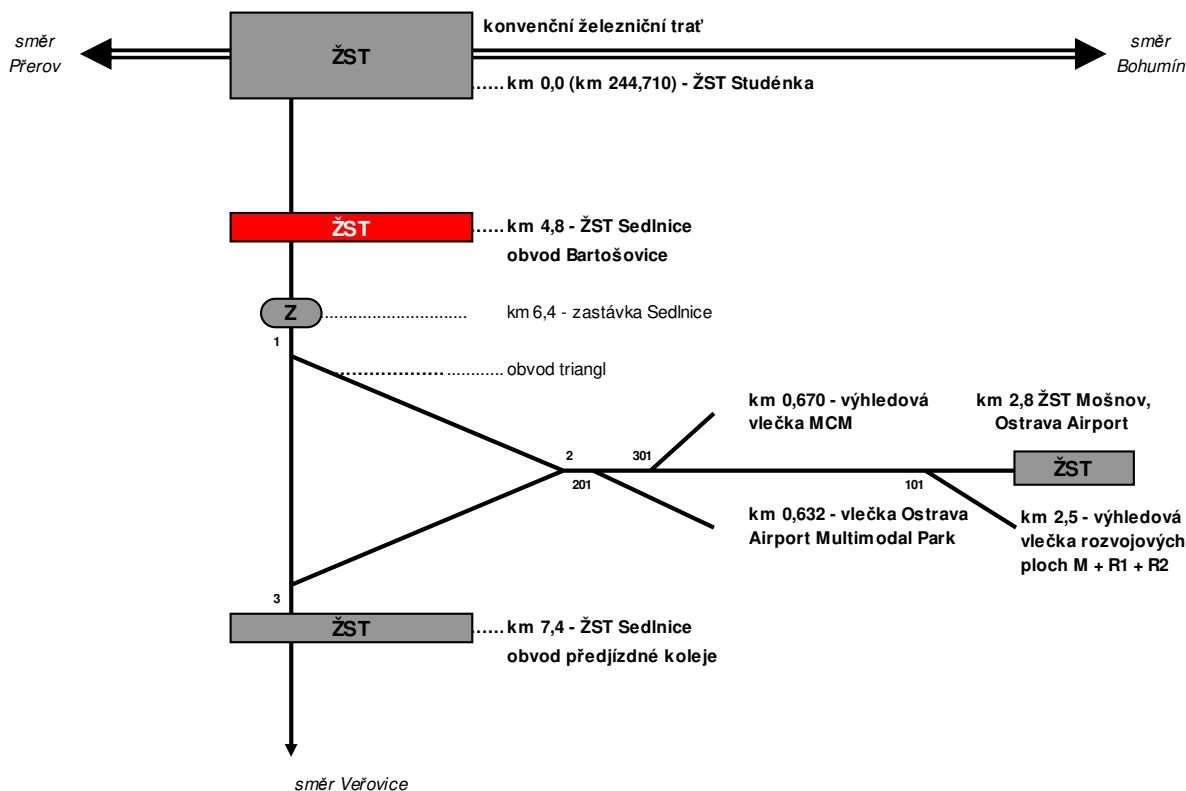 konvenční železniční trať
směr
Přerov
ŽST
směr
Bohumín
km 0,0 (km 244,710) - ŽST Studénka
ŽST
km 4,8 - ŽST Sedlnice
obvod Bartošovice
Z
km 6,4 - zastávka Sedlnice
1
obvod triangl
km 0,670 - výhledová
vlečka MCM
km 2,8 ŽST Mošnov,
Ostrava Airport
2
301
ŽST
201
101
km 0,632 - vlečka Ostrava
Airport Multimodal Park
km 2,5 - výhledová
vlečka rozvojových
ploch M + R1 + R2
3
ŽST
km 7,4 - ŽST Sedlnice
obvod předjízdné koleje
směr Veřovice